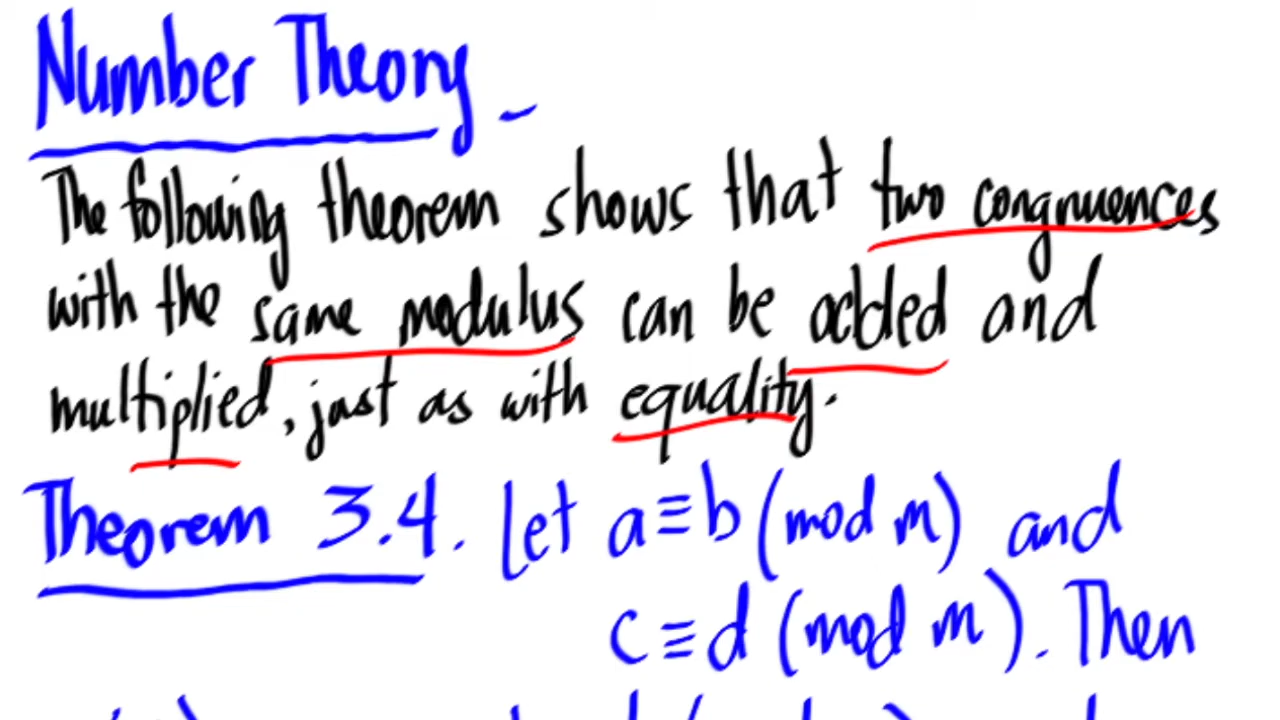 Number Theory -
The following theorem shows that two congruences
with the same modulus can be added and
multiplied, just as with equality.
Theorem 3.4. Let a≡b (mod m) and
c≡d (mod m). Then